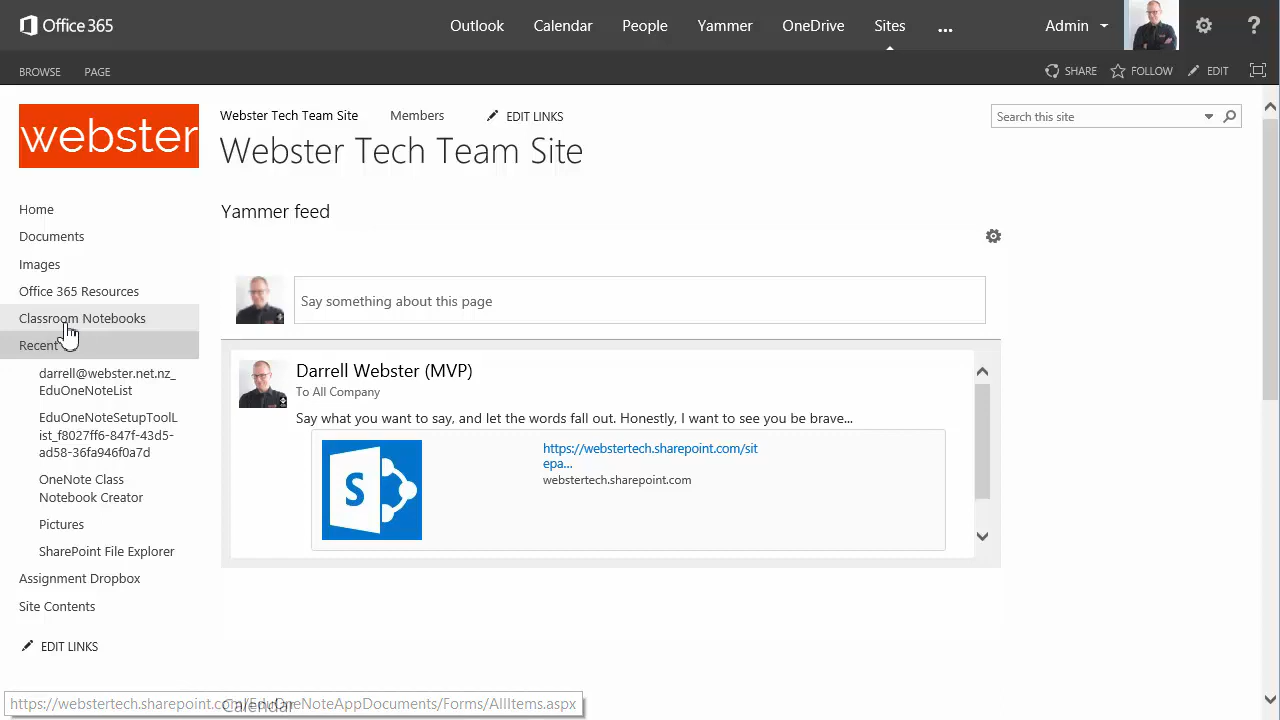 Office 365
Outlook
Calendar
People
Yammer
OneDrive
Sites
...
Admin
?
BROWSE
PAGE
SHARE
FOLLOW
EDIT
webster
Webster Tech Team Site
Members
EDIT LINKS
Search this site
Webster Tech Team Site
Home
Documents
Images
Office 365 Resources
Classroom Notebooks
Recent
darrell@webster.net.nz_
EduOneNoteList
EduOneNoteSetupToolL
ist_f8027ff6-847f-43d5-
ad58-36fa946f0a7d
OneNote Class
Notebook Creator
Pictures
SharePoint File Explorer
Assignment Dropbox
Site Contents
EDIT LINKS
Yammer feed
Say something about this page
Darrell Webster (MVP)
To All Company
Say what you want to say, and let the words fall out. Honestly, I want to see you be brave...
S
https://webstertech.sharepoint.com/sit
epa...
webstertech.sharepoint.com
Calendar
https://webstertech.sharepoint.com/EduOneNoteAppDocuments/Forms/AllItems.aspx